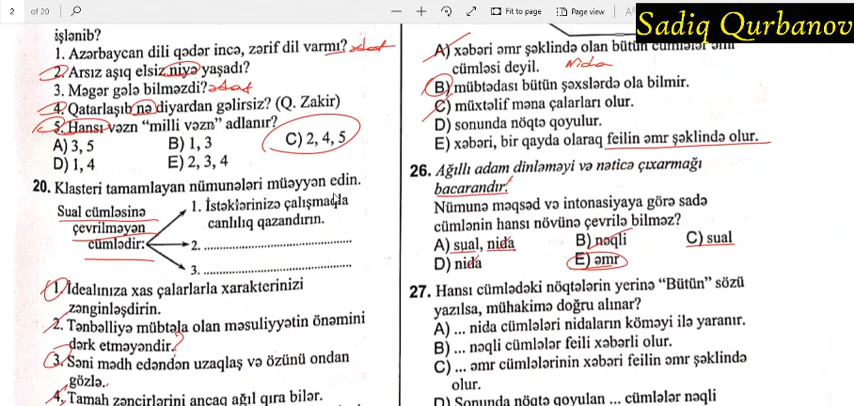 2 of 20
Fit to page
Page view
Sadiq Qurbanov
işlənib?
1. Azərbaycan dili qədər incə, zərif dil varmı? ədat
2. Arsız aşıq elsiz niyə yaşadı?
3. Məgər gələ bilməzdi? ədat
4. Qatarlaşıb nə diyardan gəlirsiz? (Q. Zakir)
5. Hansı vəzn “milli vəzn” adlanır?
A) 3, 5
B) 1, 3
C) 2, 4, 5
D) 1, 4
E) 2, 3, 4
20. Klasteri tamamlayan nümunələri müəyyən edin.
Sual cümləsinə
çevrilməyən
cümlədir:
1. İstəklərinizə çalışmaqla
canlılıq qazandırın.
2. ...............................
3. ...............................
1. İdealınıza xas çalarlarla xarakterinizi
zənginləşdirin.
2. Tənbəlliyə mübtəla olan məsuliyyətin önəmini
dərk etməyəndir.?
3. Səni mədh edəndən uzaqlaş və özünü ondan
gözlə.
4. Tamah zəncirlərini ancaq ağıl qıra bilər.
A) xəbəri əmr şəklində olan bütün cümlələr əmr
cümləsi deyil. Nida
B) mübtədası bütün şəxslərdə ola bilmir.
C) müxtəlif məna çalarları olur.
D) sonunda nöqtə qoyulur.
E) xəbəri, bir qayda olaraq feilin əmr şəklində olur.
26. Ağıllı adam dinləməyi və nəticə çıxarmağı
bacarandır.!
Nümunə məqsəd və intonasiyaya görə sadə
cümlənin hansı növünə çevrilə bilməz?
A) sual, nida
B) nəqli
C) sual
D) nida
E) əmr
27. Hansı cümlədəki nöqtələrin yerinə “Bütün” sözü
yazılsa, mühakimə doğru alınar?
A) ... nida cümlələri nidaların köməyi ilə yaranır.
B) ... nəqli cümlələr feili xəbərli olur.
C) ... əmr cümlələrinin xəbəri feilin əmr şəklində
olur.
D) Sonunda nöqtə qoyulan ... cümlələr nəqli